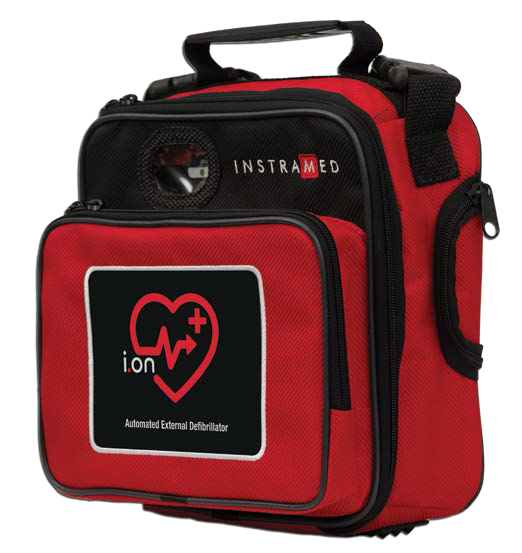 INSTRAMED
i.on
Automated External Defibrillator